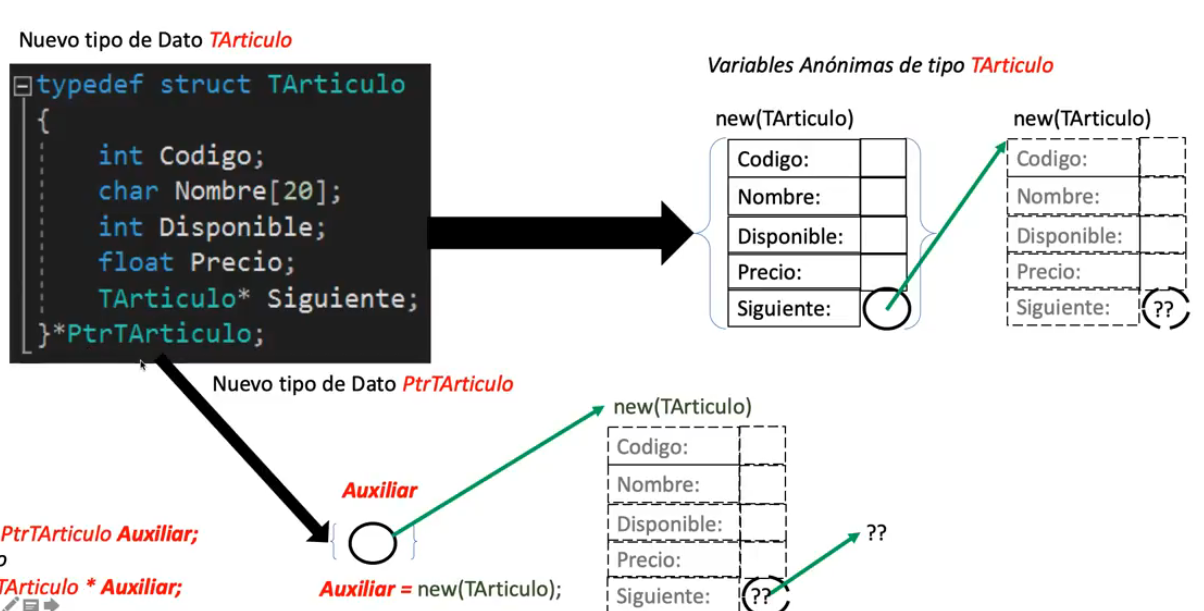 Nuevo tipo de Dato TArticulo
typedef struct TArticulo
{
int Codigo;
char Nombre[20];
int Disponible;
float Precio;
TArticulo* Siguiente;
}*PtrTArticulo;
Variables Anónimas de tipo TArticulo
new(TArticulo)
Codigo:
Nombre:
Disponible:
Precio:
Siguiente:
new(TArticulo)
Codigo:
Nombre:
Disponible:
Precio:
Siguiente: ??
Nuevo tipo de Dato PtrTArticulo
Auxiliar
PtrTArticulo Auxiliar;
o
TArticulo * Auxiliar;
Auxiliar = new(TArticulo);
new(TArticulo)
Codigo:
Nombre:
Disponible:
Precio:
Siguiente: ??
??